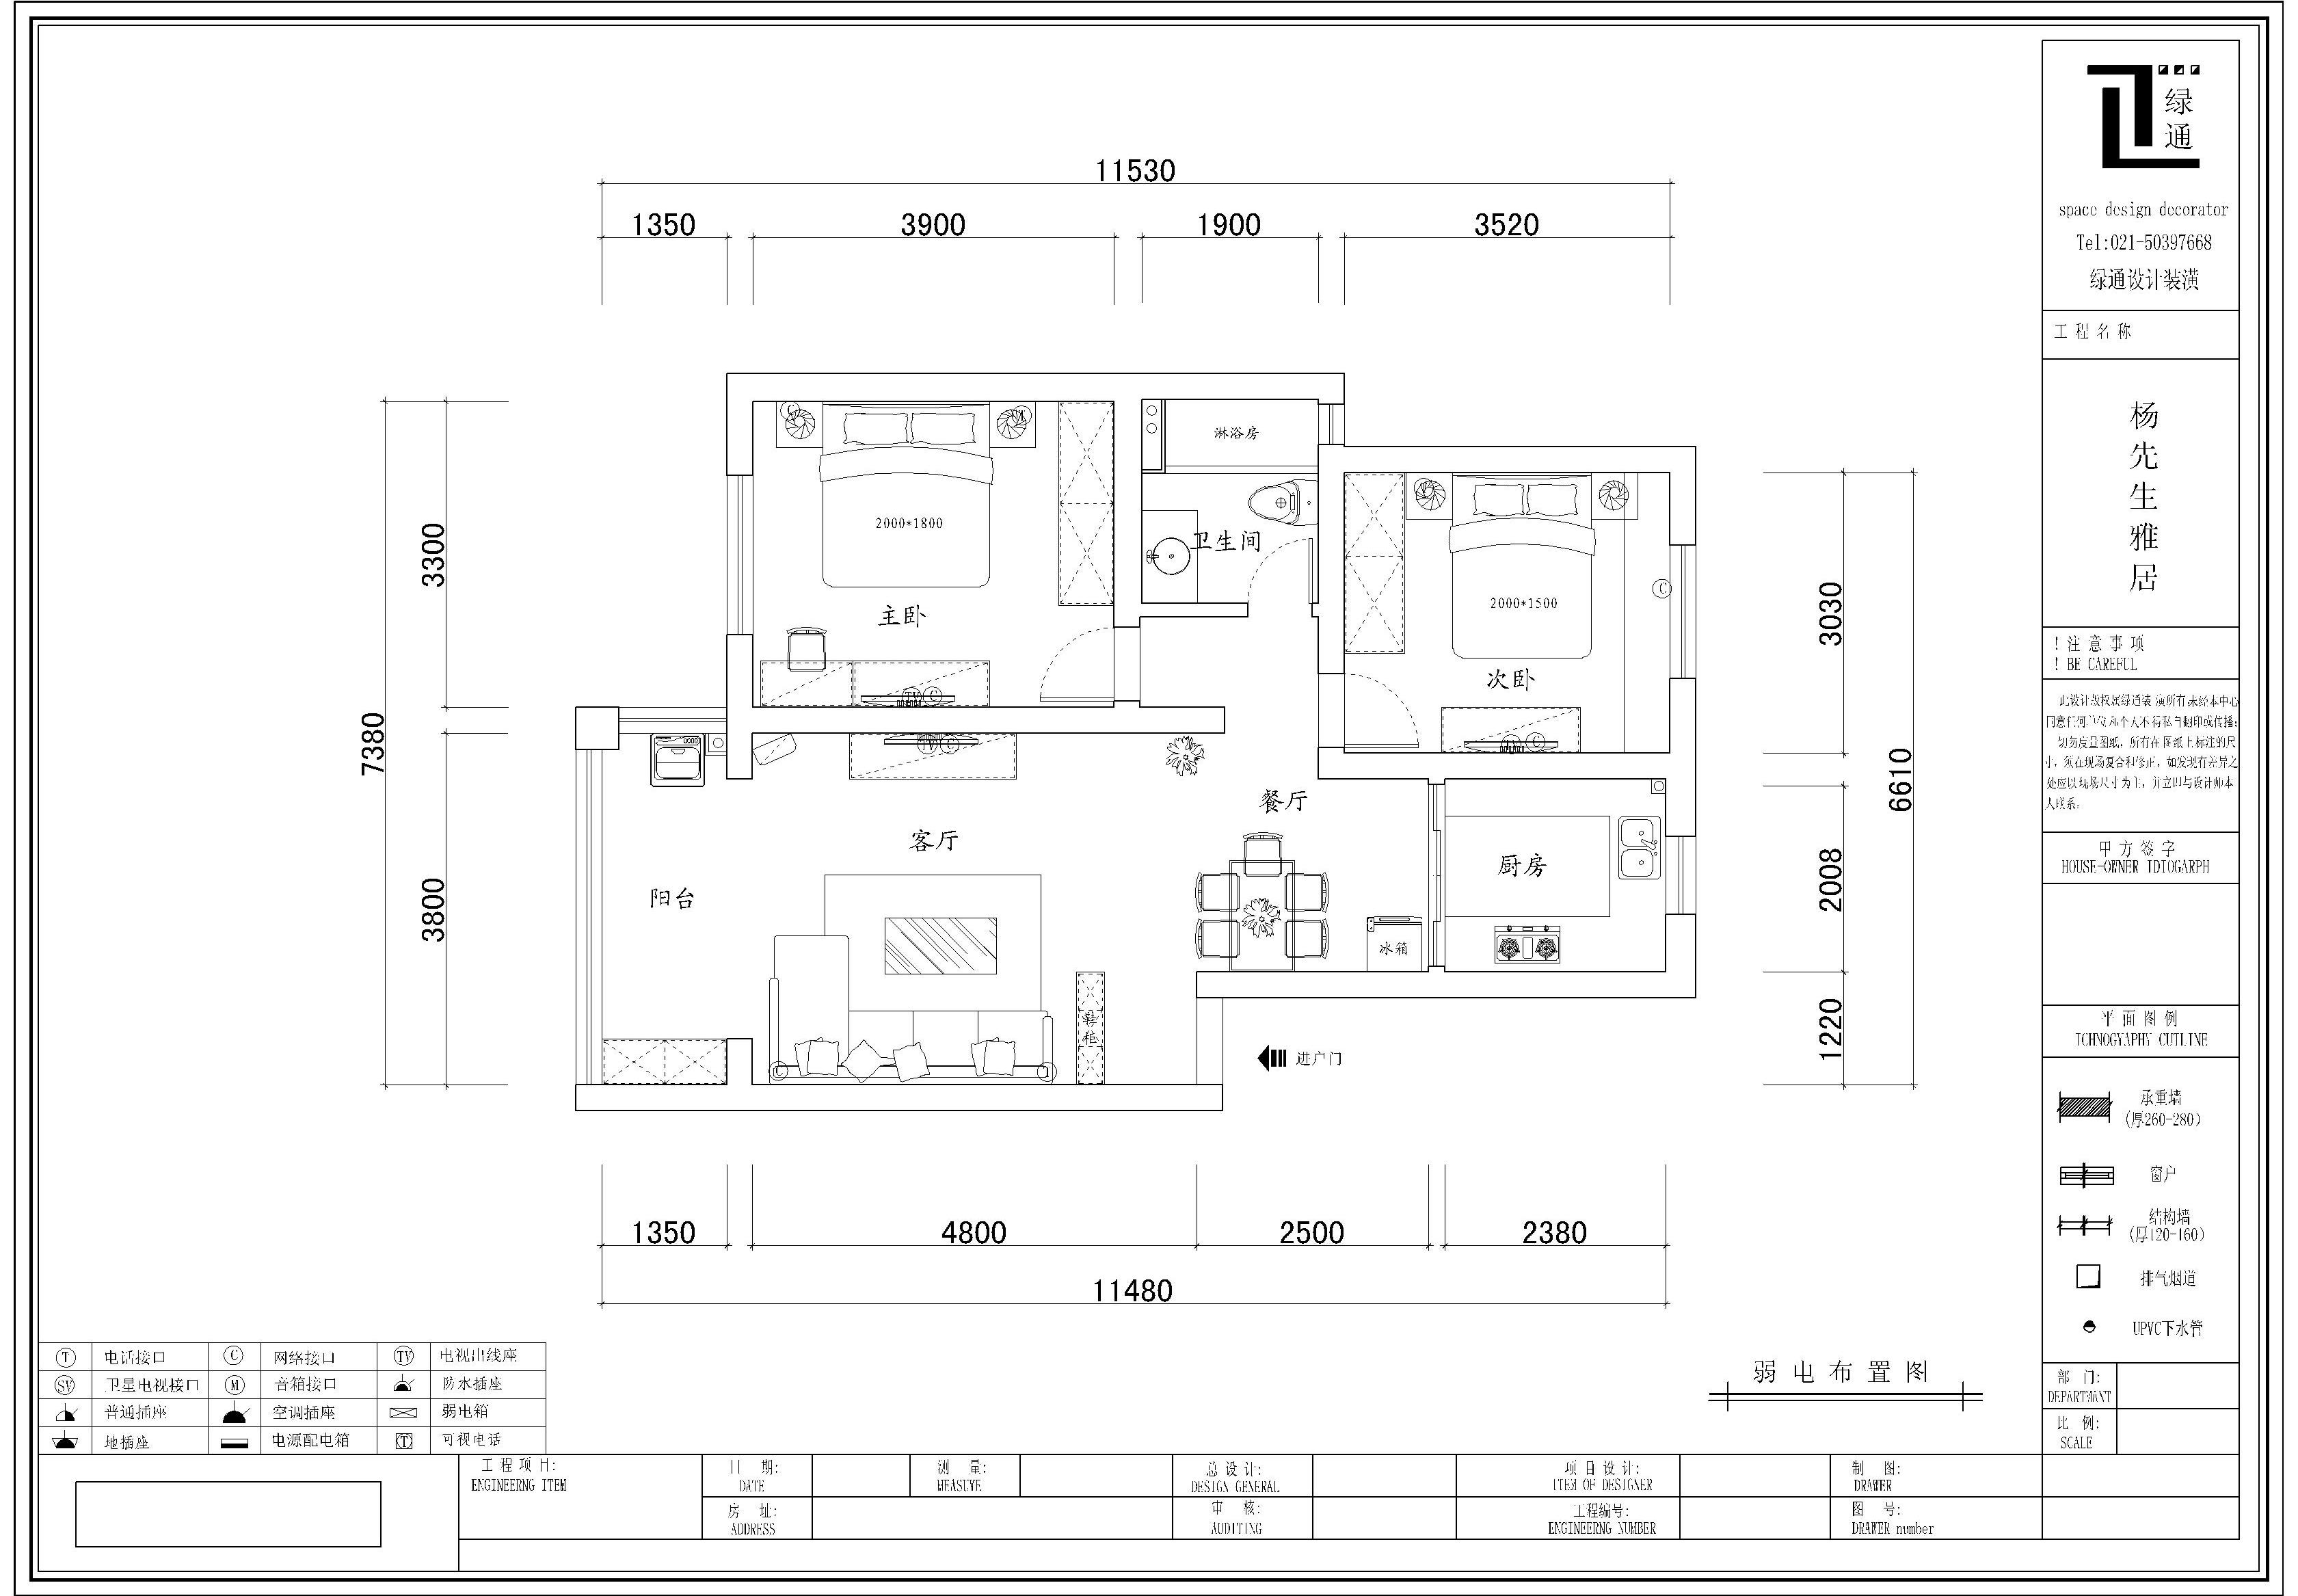 绿
通
space design decorator
Tel:021-50397668
绿通设计装潢
工程名称
杨先生雅居
! 注意事项
! BE CAREFUL
此设计版权属绿通装潢所有未经本中心
同意任何单位和个人不得私自翻印或传播;
切勿度量图纸, 所有在图纸上标注的尺
寸, 须在现场复合和修正, 如发现有差异之
处应以现场尺寸为主, 并立即与设计师本
人联系。
甲方签字
HOUSE-OWNER IDIOGARPH
平面图例
ICHNOGYAPHY CUTLINE
承重墙
(厚260-280)
窗户
结构墙
(厚120-160)
排气烟道
UPVC下水管
部 门:
DEPARTMANT
比 例:
SCALE
11530
1350
3900
1900
3520
7380
3300
3800
3030
2008
1220
6610
淋浴房
2000*1800
卫生间
主卧
2000*1500
次卧
C
T
TV
C
C
C
TV
C
TV
C
C
T
餐厅
客厅
厨房
阳台
冰箱
鞋柜
进户门
1350
4800
2500
2380
11480
弱电布置图
T 电话接口 C 网络接口 TV 电视出线座
SV 卫星电视接口 M 音箱接口 防水插座
普通插座 空调插座 弱电箱
地插座 电源配电箱 T 可视电话
工程项目:
ENGINEERNG ITEM
日 期:
DATE
测 量:
MEASUVE
总设计:
DESIGN GENERAL
项目设计:
ITEM OF DESIGNER
制 图:
DRAWER
房 址:
ADDRESS
审 核:
AUDITING
工程编号:
ENGINEERNG NUMBER
图 号:
DRAWER number